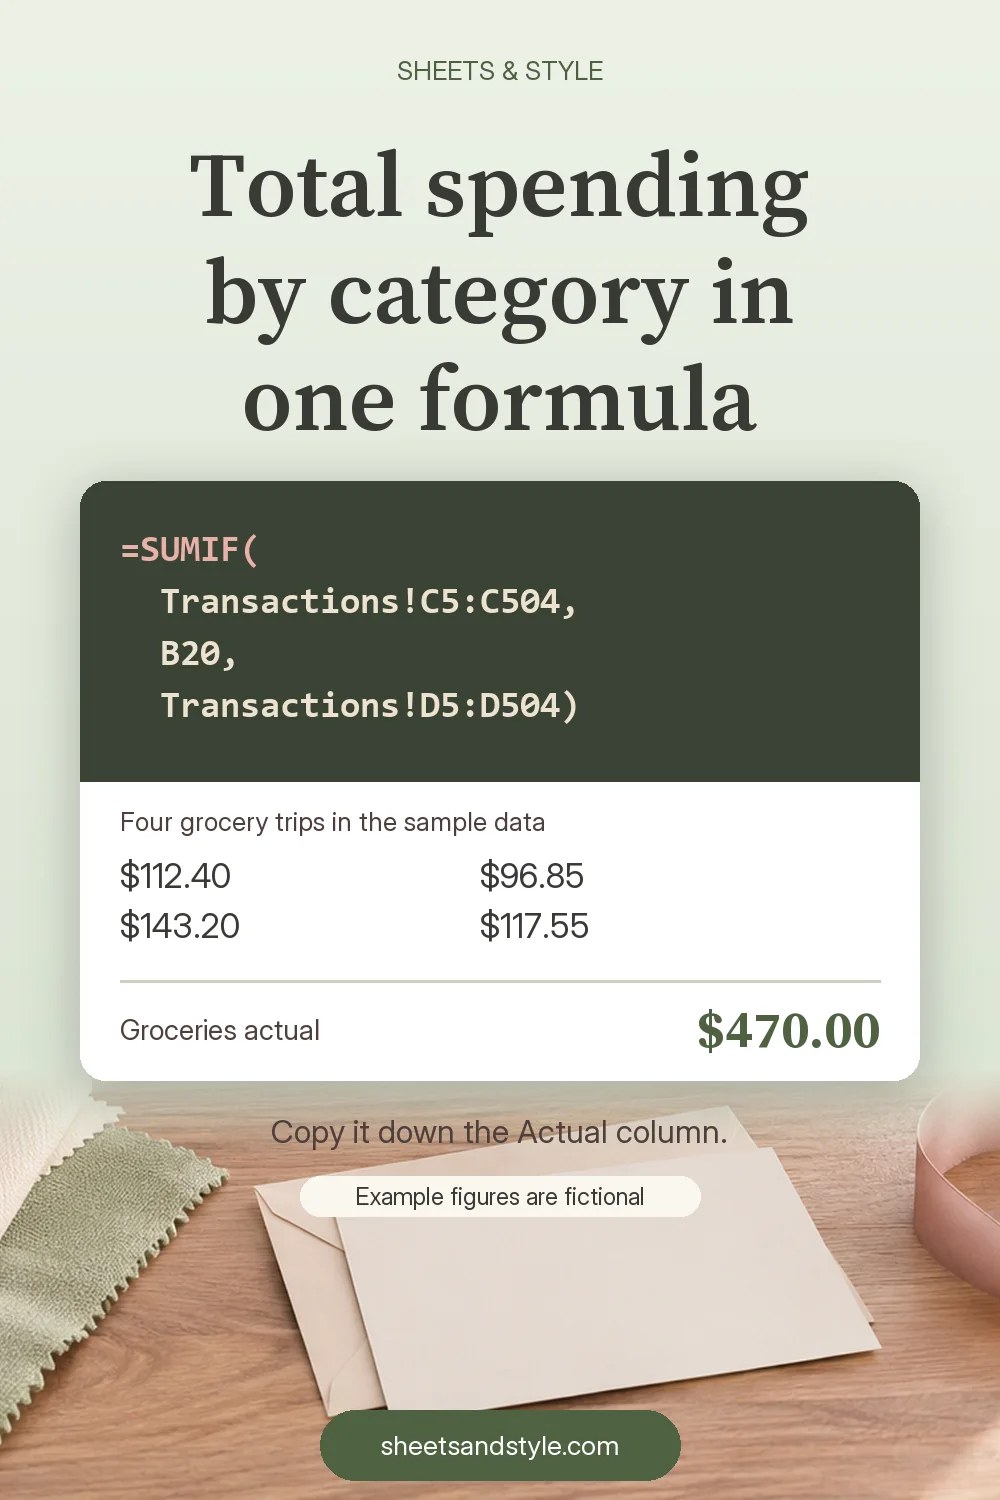 SHEETS & STYLE
Total spending
by category in
one formula
=SUMIF(
Transactions!C5:C504,
B20,
Transactions!D5:D504)
Four grocery trips in the sample data
$112.40 $96.85
$143.20 $117.55
Groceries actual $470.00
Copy it down the Actual column.
Example figures are fictional
sheetsandstyle.com